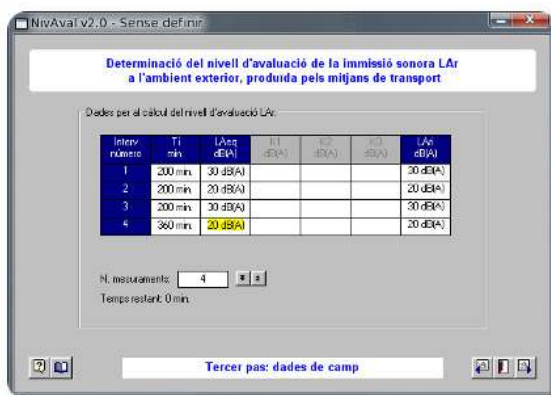 NivAval v2.0 - Sense definir
Determinació del nivell d'avaluació de la immissió sonora LAr
a l'ambient exterior, produïda pels mitjans de transport
Dades per al càlcul del nivell d'avaluació LAr:
Interv. Ti LAeq K1 K2 K3 LAri
número min. dB(A) dB(A) dB(A) dB(A) dB(A)
1 200 min. 30 dB(A) 30 dB(A)
2 200 min. 20 dB(A) 20 dB(A)
3 200 min. 30 dB(A) 30 dB(A)
4 360 min. 20 dB(A) 20 dB(A)
N. mesuraments: 4
Temps restant: 0 min.
Tercer pas: dades de camp